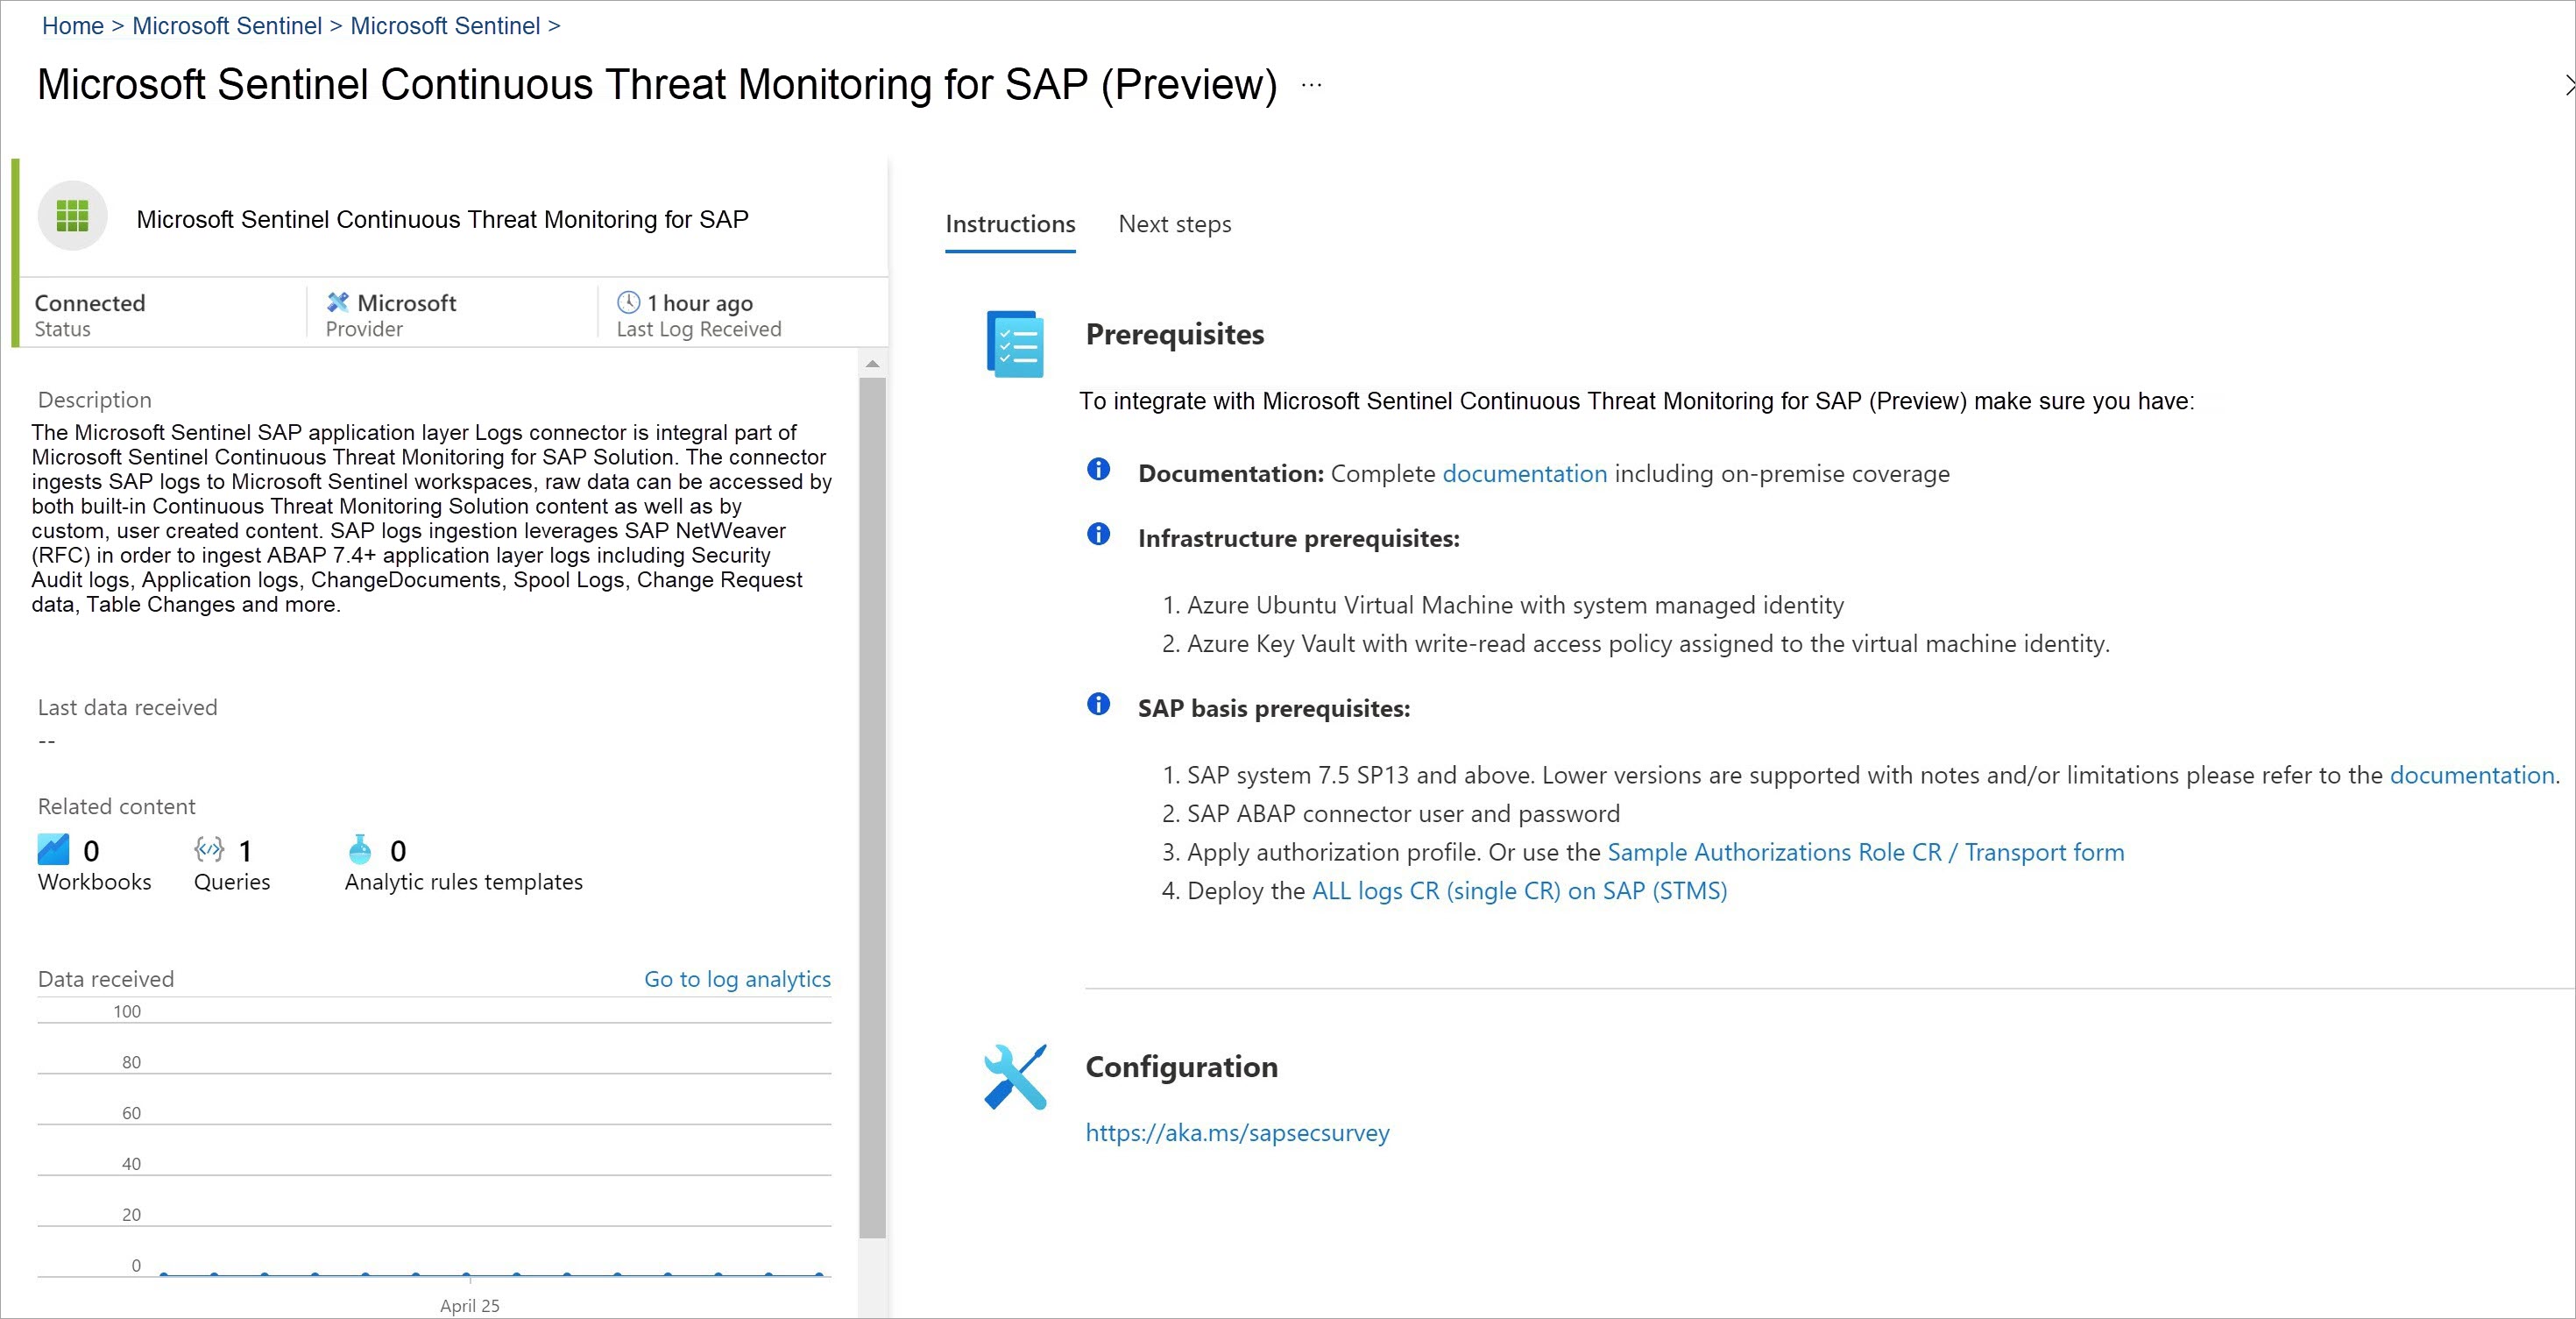 Home > Microsoft Sentinel > Microsoft Sentinel >
Microsoft Sentinel Continuous Threat Monitoring for SAP (Preview) ...
Microsoft Sentinel Continuous Threat Monitoring for SAP
Connected
Status
Microsoft
Provider
1 hour ago
Last Log Received
Description
The Microsoft Sentinel SAP application layer Logs connector is integral part of
Microsoft Sentinel Continuous Threat Monitoring for SAP Solution. The connector
ingests SAP logs to Microsoft Sentinel workspaces, raw data can be accessed by
both built-in Continuous Threat Monitoring Solution content as well as by
custom, user created content. SAP logs ingestion leverages SAP NetWeaver
(RFC) in order to ingest ABAP 7.4+ application layer logs including Security
Audit logs, Application logs, ChangeDocuments, Spool Logs, Change Request
data, Table Changes and more.
Last data received
--
Related content
0
Workbooks
1
Queries
0
Analytic rules templates
Data received
Go to log analytics
100
80
60
40
20
0
April 25
Instructions
Next steps
Prerequisites
To integrate with Microsoft Sentinel Continuous Threat Monitoring for SAP (Preview) make sure you have:
Documentation: Complete documentation including on-premise coverage
Infrastructure prerequisites:
1. Azure Ubuntu Virtual Machine with system managed identity
2. Azure Key Vault with write-read access policy assigned to the virtual machine identity.
SAP basis prerequisites:
1. SAP system 7.5 SP13 and above. Lower versions are supported with notes and/or limitations please refer to the documentation.
2. SAP ABAP connector user and password
3. Apply authorization profile. Or use the Sample Authorizations Role CR / Transport form
4. Deploy the ALL logs CR (single CR) on SAP (STMS)
Configuration
https://aka.ms/sapsecsurvey